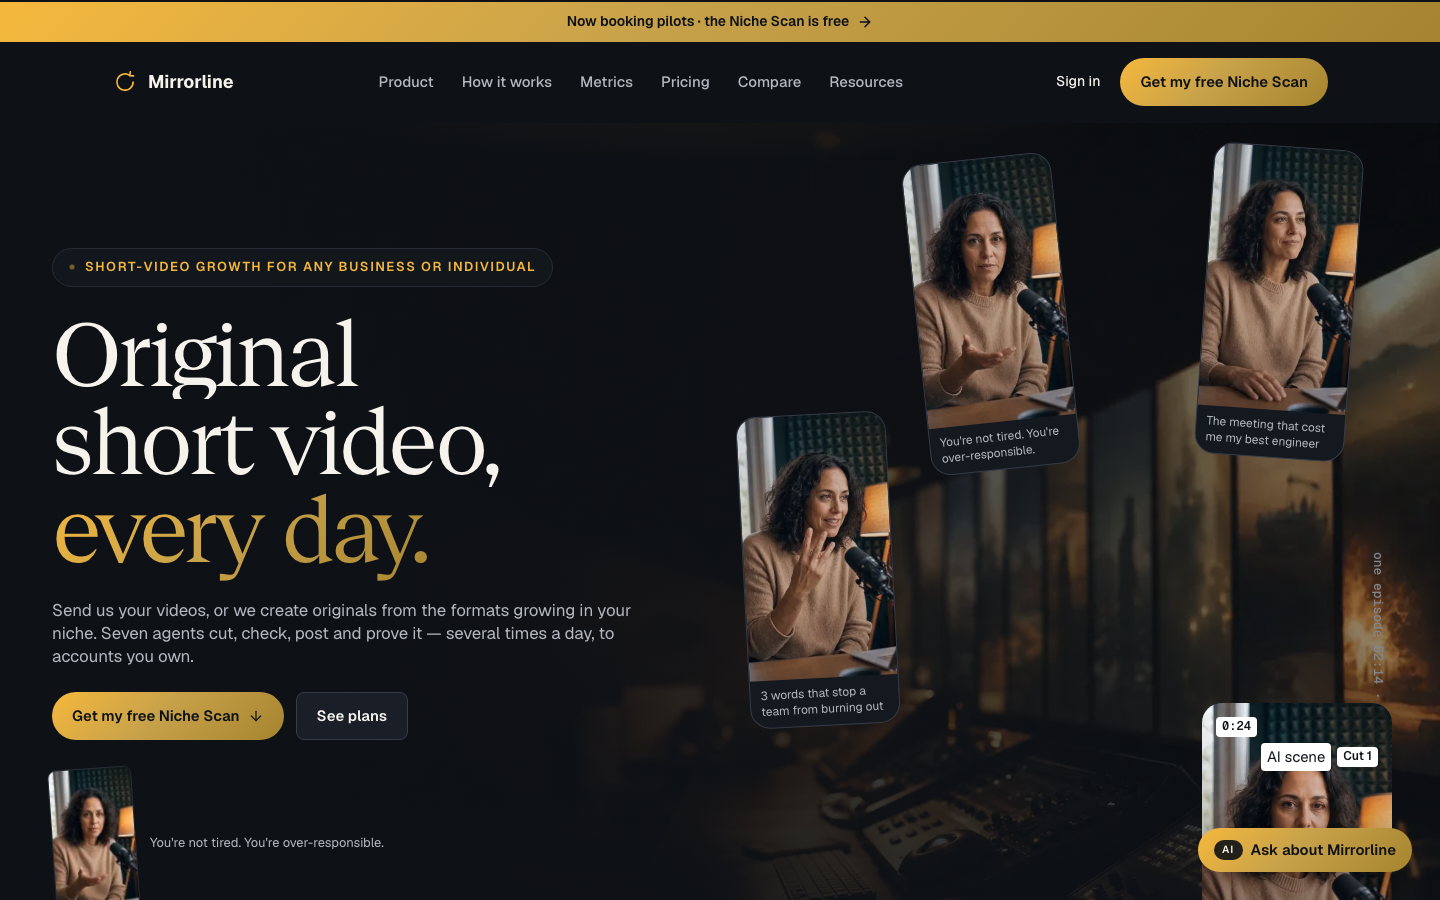 Now booking pilots · the Niche Scan is free →
Mirrorline
Product
How it works
Metrics
Pricing
Compare
Resources
Sign in
Get my free Niche Scan
SHORT-VIDEO GROWTH FOR ANY BUSINESS OR INDIVIDUAL
Original
short video,
every day.
Send us your videos, or we create originals from the formats growing in your
niche. Seven agents cut, check, post and prove it — several times a day, to
accounts you own.
Get my free Niche Scan ↓
See plans
You're not tired. You're over-responsible.
3 words that stop a
team from burning out
You're not tired. You're
over-responsible.
The meeting that cost
me my best engineer
one episode
0:24
AI scene
Cut 1
AI
Ask about Mirrorline